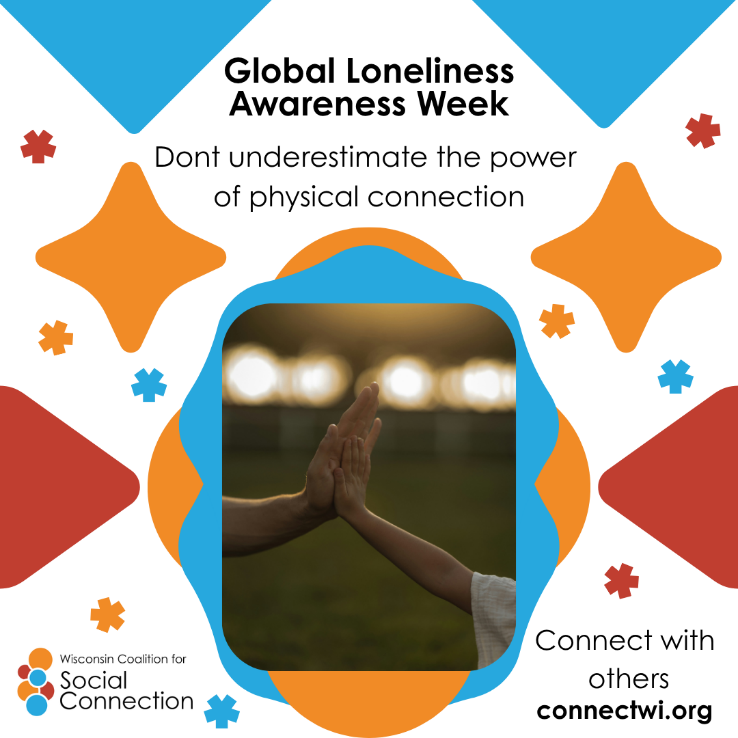 Global Loneliness
Awareness Week
Dont underestimate the power
of physical connection
Connect with
others
connectwi.org
Wisconsin Coalition for
Social
Connection